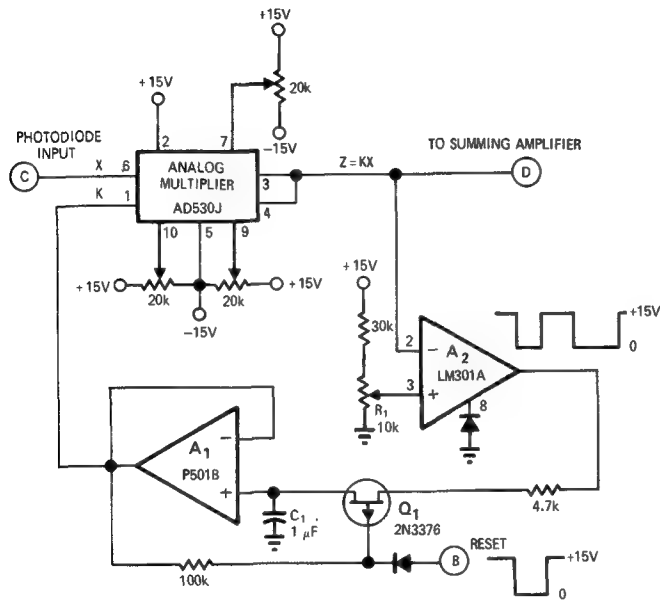 +15V
+15V
20k
-15V
PHOTODIODE
INPUT
C
X
K
6
1
2
7
ANALOG
MULTIPLIER
AD530J
3
4
10
5
9
Z = KX
TO SUMMING AMPLIFIER
D
+15V
20k
20k
+15V
-15V
+15V
30k
R1
10k
2
3
A2
LM301A
8
+15V
0
A1
P501B
-
+
C1
1 μF
Q1
2N3376
4.7k
100k
B
RESET
+15V
0